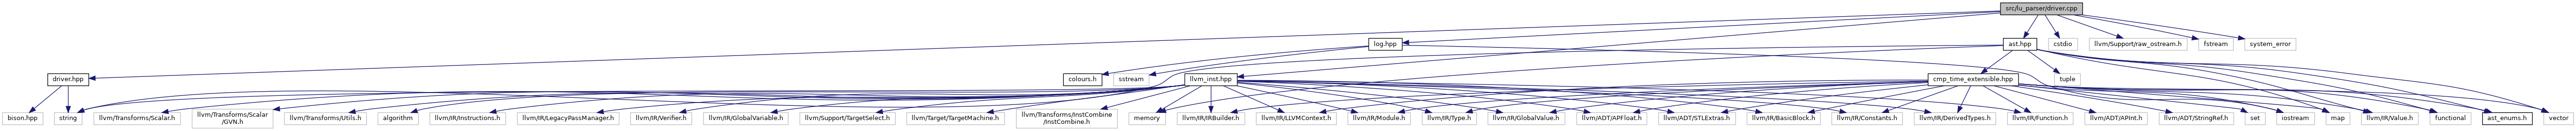 src/lu_parser/driver.cpp
log.hpp
ast.hpp
cstdio
llvm/Support/raw_ostream.h
fstream
system_error
driver.hpp
colours.h
sstream
llvm_inst.hpp
cmp_time_extensible.hpp
tuple
bison.hpp
string
llvm/Transforms/Scalar.h
llvm/Transforms/Scalar
/GVN.h
llvm/Transforms/Utils.h
algorithm
llvm/IR/Instructions.h
llvm/IR/LegacyPassManager.h
llvm/IR/Verifier.h
llvm/IR/GlobalVariable.h
llvm/Support/TargetSelect.h
llvm/Target/TargetMachine.h
llvm/Transforms/InstCombine
/InstCombine.h
memory
llvm/IR/IRBuilder.h
llvm/IR/LLVMContext.h
llvm/IR/Module.h
llvm/IR/Type.h
llvm/IR/GlobalValue.h
llvm/ADT/APFloat.h
llvm/ADT/STLExtras.h
llvm/IR/BasicBlock.h
llvm/IR/Constants.h
llvm/IR/DerivedTypes.h
llvm/IR/Function.h
llvm/ADT/APInt.h
llvm/ADT/StringRef.h
set
iostream
map
llvm/IR/Value.h
functional
ast_enums.h
vector